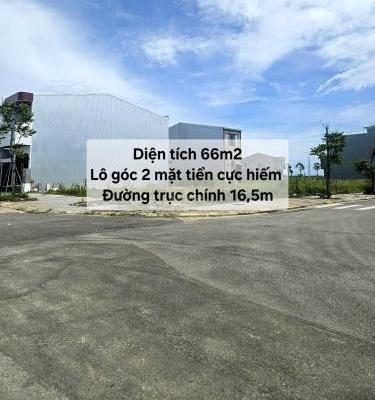 Diện tích 66m2
Lô góc 2 mặt tiền cực hiếm
Đường trục chính 16,5m